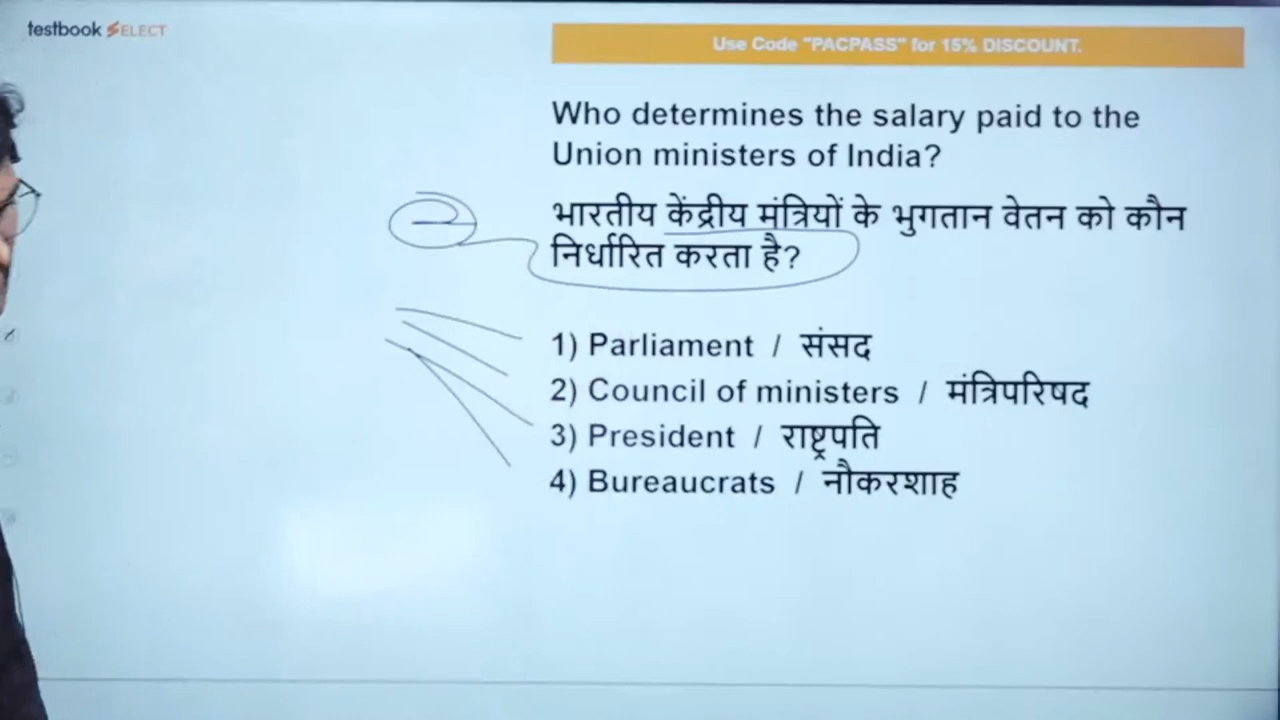 testbook SELECT
Use Code "PACPASS" for 15% DISCOUNT.
Who determines the salary paid to the
Union ministers of India?
भारतीय केंद्रीय मंत्रियों के भुगतान वेतन को कौन
निर्धारित करता है?
1) Parliament / संसद
2) Council of ministers / मंत्रिपरिषद
3) President / राष्ट्रपति
4) Bureaucrats / नौकरशाह